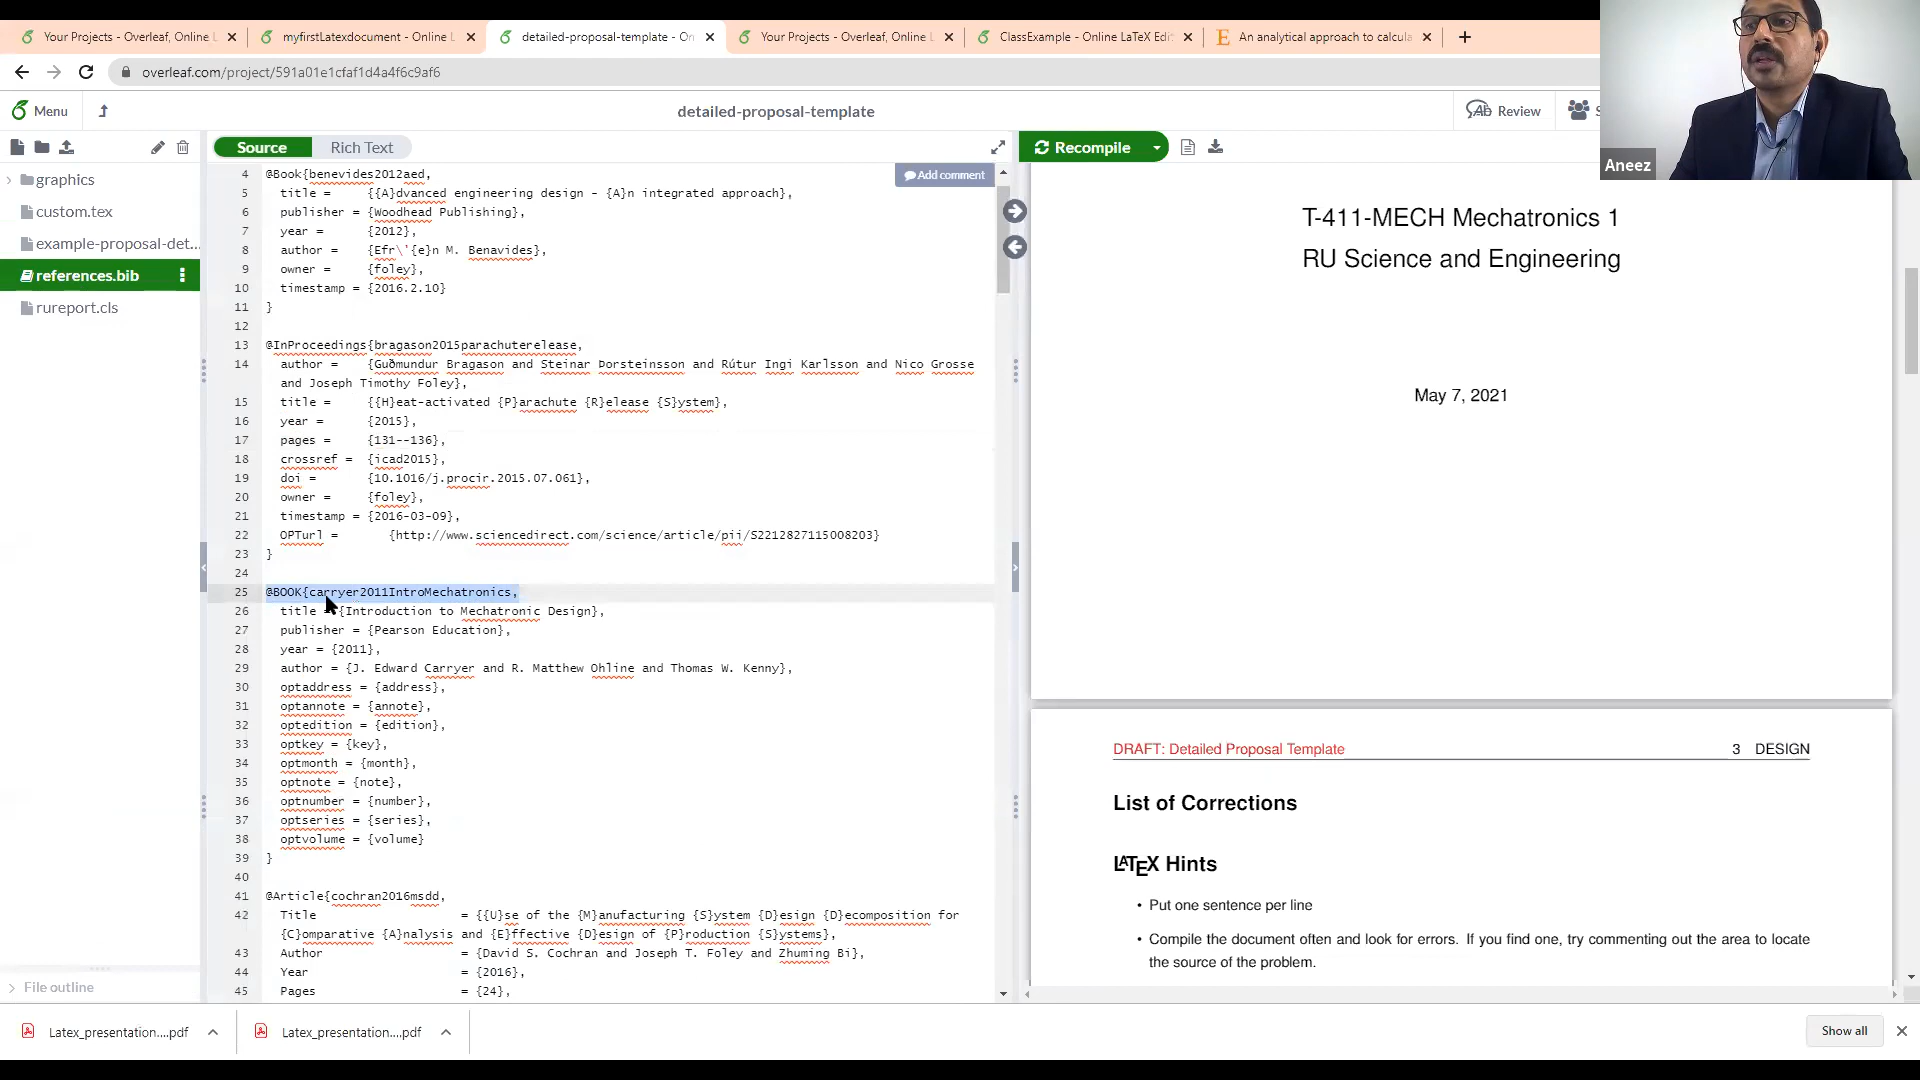 Your Projects - Overleaf, Online L
myfirstLatexdocument - Online L
detailed-proposal-template - On
Your Projects - Overleaf, Online L
ClassExample - Online LaTeX Edi
An analytical approach to calcula
overleaf.com/project/591a01e1cfaf1d4a4f6c9af6
Menu
detailed-proposal-template
Review
S
Aneez
Source
Rich Text
Recompile
graphics
custom.tex
example-proposal-det...
references.bib
rureport.cls
File outline
Add comment
4 @Book{benevides2012aed,
5 title = {{A}dvanced engineering design - {A}n integrated approach},
6 publisher = {Woodhead Publishing},
7 year = {2012},
8 author = {Efr\'{e}n M. Benavides},
9 owner = {foley},
10 timestamp = {2016.2.10}
11 }
12
13 @InProceedings{bragason2015parachuterelease,
14 author = {Guðmundur Bragason and Steinar Þorsteinsson and Rútur Ingi Karlsson and Nico Grosse
and Joseph Timothy Foley},
15 title = {{H}eat-activated {P}arachute {R}elease {S}ystem},
16 year = {2015},
17 pages = {131--136},
18 crossref = {icad2015},
19 doi = {10.1016/j.procir.2015.07.061},
20 owner = {foley},
21 timestamp = {2016-03-09},
22 OPTurl = {http://www.sciencedirect.com/science/article/pii/S2212827115008203}
23 }
24
25 @BOOK{carryer2011IntroMechatronics,
26 title = {Introduction to Mechatronic Design},
27 publisher = {Pearson Education},
28 year = {2011},
29 author = {J. Edward Carryer and R. Matthew Ohline and Thomas W. Kenny},
30 optaddress = {address},
31 optannote = {annote},
32 optedition = {edition},
33 optkey = {key},
34 optmonth = {month},
35 optnote = {note},
36 optnumber = {number},
37 optseries = {series},
38 optvolume = {volume}
39 }
40
41 @Article{cochran2016msdd,
42 Title = {{U}se of the {M}anufacturing {S}ystem {D}esign {D}ecomposition for
{C}omparative {A}nalysis and {E}ffective {D}esign of {P}roduction {S}ystems},
43 Author = {David S. Cochran and Joseph T. Foley and Zhuming Bi},
44 Year = {2016},
45 Pages = {24},
T-411-MECH Mechatronics 1
RU Science and Engineering
May 7, 2021
DRAFT: Detailed Proposal Template 3 DESIGN
List of Corrections
LATEX Hints
• Put one sentence per line
• Compile the document often and look for errors. If you find one, try commenting out the area to locate
the source of the problem.
Latex_presentation....pdf
Latex_presentation....pdf
Show all